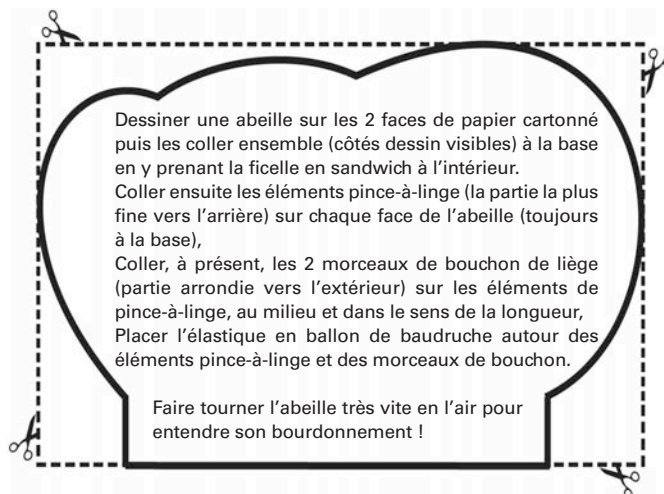 Dessiner une abeille sur les 2 faces de papier cartonné
puis les coller ensemble (côtés dessin visibles) à la base
en y prenant la ficelle en sandwich à l’intérieur.
Coller ensuite les éléments pince-à-linge (la partie la plus
fine vers l’arrière) sur chaque face de l’abeille (toujours
à la base),
Coller, à présent, les 2 morceaux de bouchon de liège
(partie arrondie vers l’extérieur) sur les éléments de
pince-à-linge, au milieu et dans le sens de la longueur,
Placer l’élastique en ballon de baudruche autour des
éléments pince-à-linge et des morceaux de bouchon.
Faire tourner l’abeille très vite en l’air pour
entendre son bourdonnement !